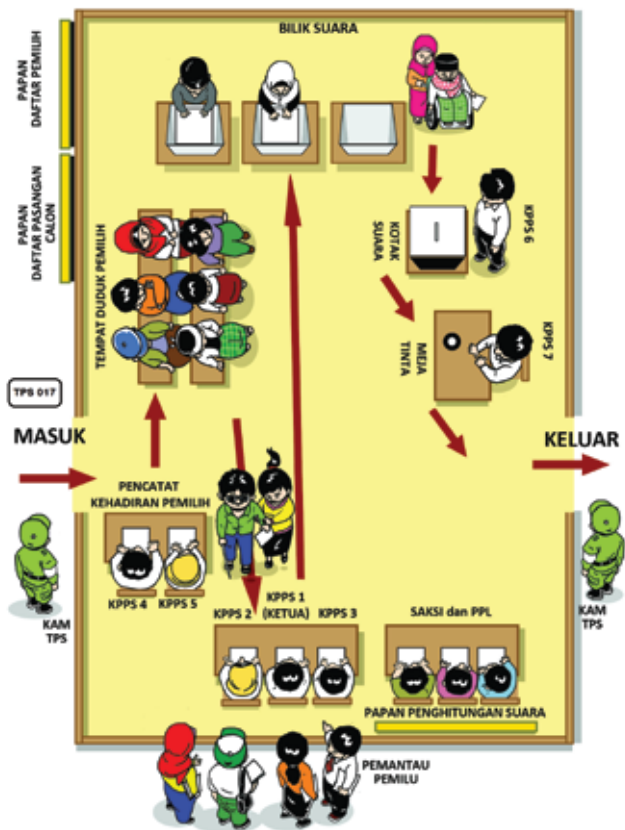 BILIK SUARA
PAPAN
DAFTAR PEMILIH
PAPAN
DAFTAR PASANGAN
CALON
TEMPAT DUDUK PEMILIH
KPPS 6
KOTAK
SUARA
KPPS 7
MEJA
TINTA
TPS 017
MASUK
KELUAR
PENCATAT
KEHADIRAN PEMILIH
KPPS 4
KPPS 5
KAM
TPS
KPPS 2
KPPS 1
(KETUA)
KPPS 3
SAKSI dan PPL
KAM
TPS
PAPAN PENGHITUNGAN SUARA
PEMANTAU
PEMILU